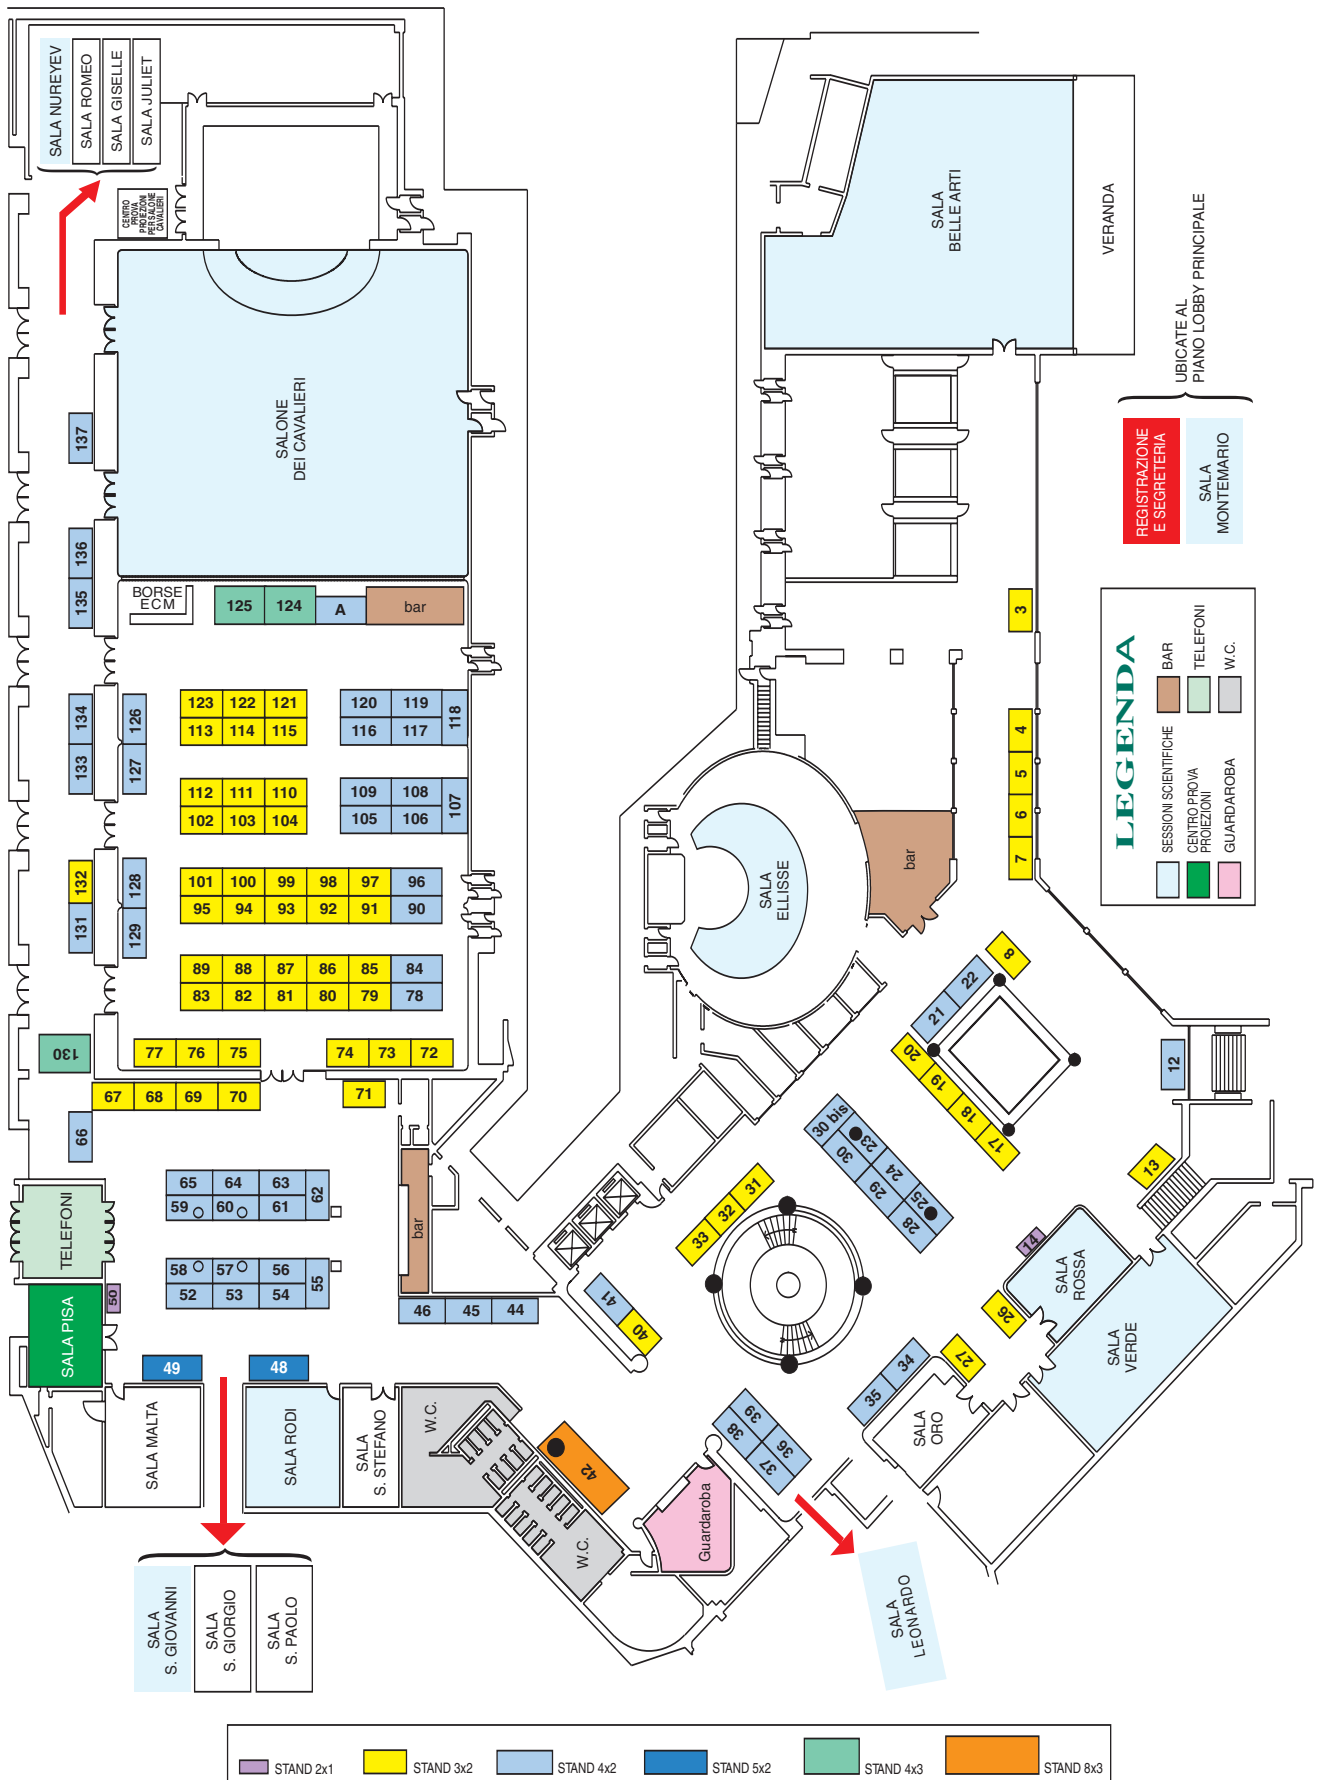 SALA NUREYEV
SALA ROMEO
SALA GISELLE
SALA JULIET
CENTRO
PROVA
PROIEZIONI
PER SALONE
CAVALIERI
SALONE
DEI CAVALIERI
SALA
BELLE ARTI
VERANDA
UBICATE AL
PIANO LOBBY PRINCIPALE
REGISTRAZIONE
E SEGRETERIA
SALA
MONTEMARIO
137
136
135
BORSE
ECM
125
124
A
bar
3
LEGENDA
SESSIONI SCIENTIFICHE
CENTRO PROVA
PROIEZIONI
GUARDAROBA
BAR
TELEFONI
W.C.
134
133
126
127
123 122 121
113 114 115
120 119
116 117
118
4
5
6
7
112 111 110
102 103 104
109 108
105 106
107
132
131
128
129
101 100 99 98 97 96
95 94 93 92 91 90
SALA
ELLISSE
bar
89 88 87 86 85 84
83 82 81 80 79 78
8
22
21
20
19
18
17
12
13
130
77 76 75
74 73 72
67 68 69 70
71
66
30 bis
23
30
24
29
25
28
31
32
33
65 64 63
59 60 61
62
TELEFONI
58 57 56
52 53 54
55
bar
50
SALA PISA
46 45 44
41
40
14
SALA
ROSSA
26
27
SALA
VERDE
34
35
SALA
ORO
49
48
SALA MALTA
SALA RODI
SALA
S. STEFANO
W.C.
W.C.
42
39
38
36
37
Guardaroba
SALA
LEONARDO
SALA
S. GIOVANNI
SALA
S. GIORGIO
SALA
S. PAOLO
STAND 2x1
STAND 3x2
STAND 4x2
STAND 5x2
STAND 4x3
STAND 8x3